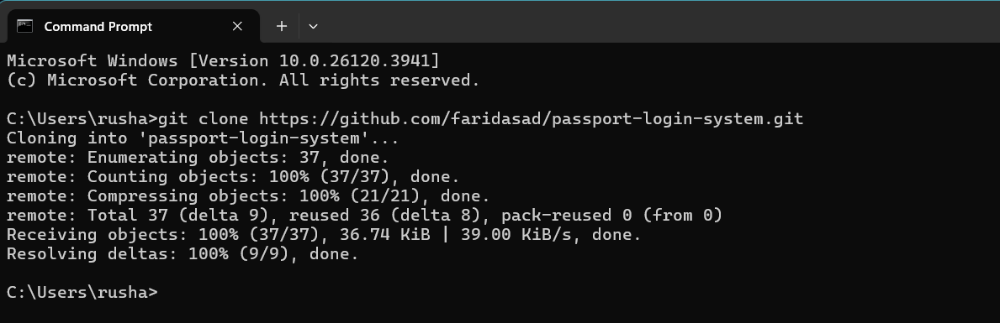 Command Prompt
Microsoft Windows [Version 10.0.26120.3941]
(c) Microsoft Corporation. All rights reserved.
C:\Users\rusha>git clone https://github.com/faridasad/passport-login-system.git
Cloning into 'passport-login-system'...
remote: Enumerating objects: 37, done.
remote: Counting objects: 100% (37/37), done.
remote: Compressing objects: 100% (21/21), done.
remote: Total 37 (delta 9), reused 36 (delta 8), pack-reused 0 (from 0)
Receiving objects: 100% (37/37), 36.74 KiB | 39.00 KiB/s, done.
Resolving deltas: 100% (9/9), done.
C:\Users\rusha>